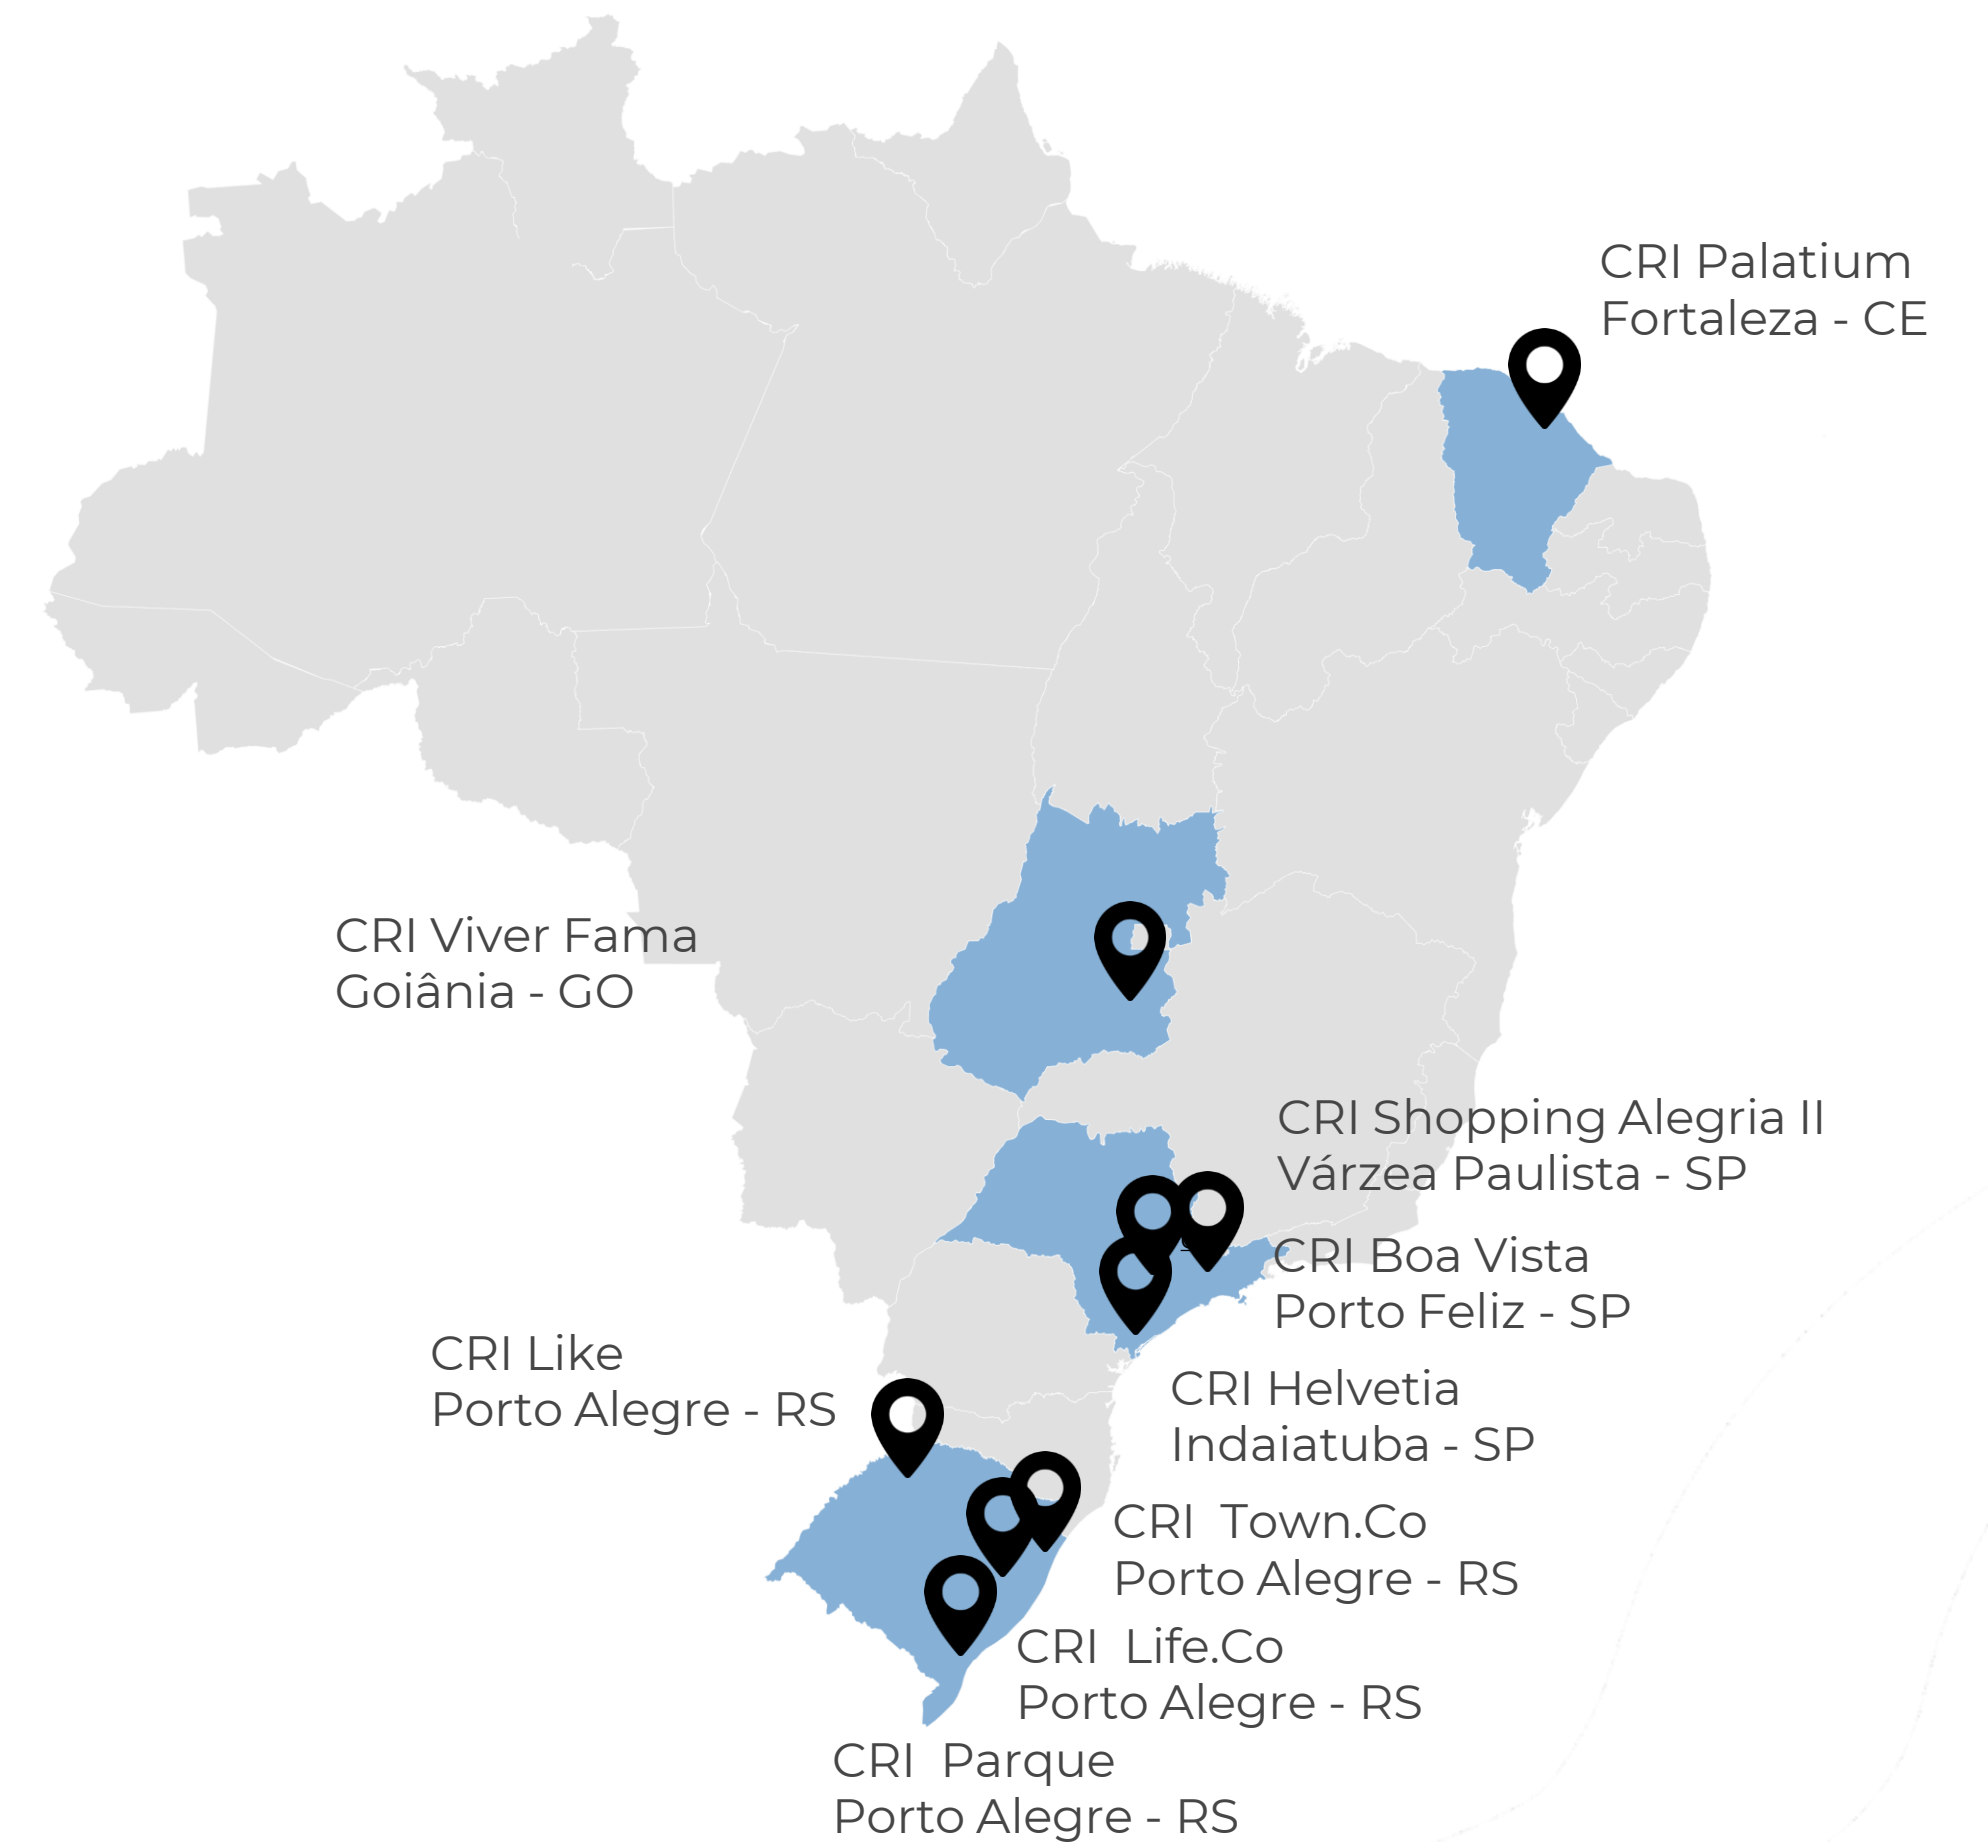 CRI Palatium
Fortaleza - CE
CRI Viver Fama
Goiânia - GO
CRI Shopping Alegria II
Várzea Paulista - SP
CRI Boa Vista
Porto Feliz - SP
CRI Like
Porto Alegre - RS
CRI Helvetia
Indaiatuba - SP
CRI Town.Co
Porto Alegre - RS
CRI Life.Co
Porto Alegre - RS
CRI Parque
Porto Alegre - RS